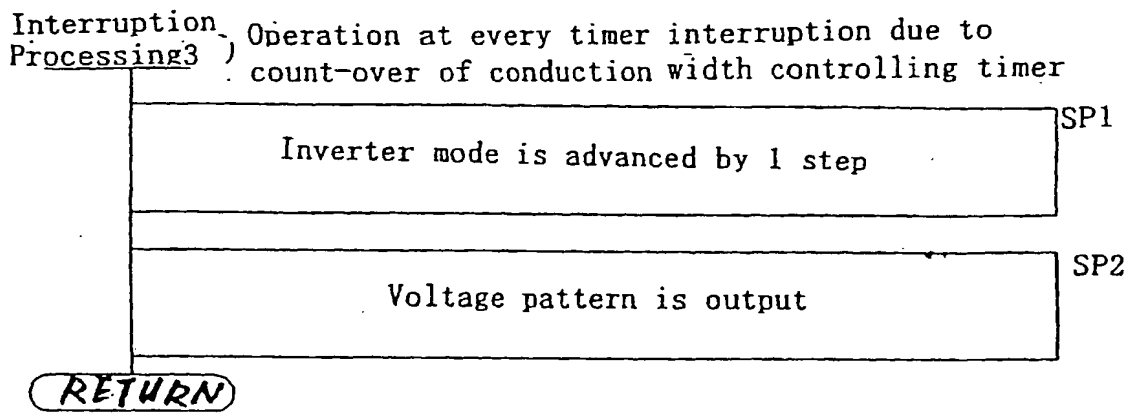 Interruption Processing3) Operation at every timer interruption due to
count-over of conduction width controlling timer
SP1
Inverter mode is advanced by 1 step
SP2
Voltage pattern is output
RETURN